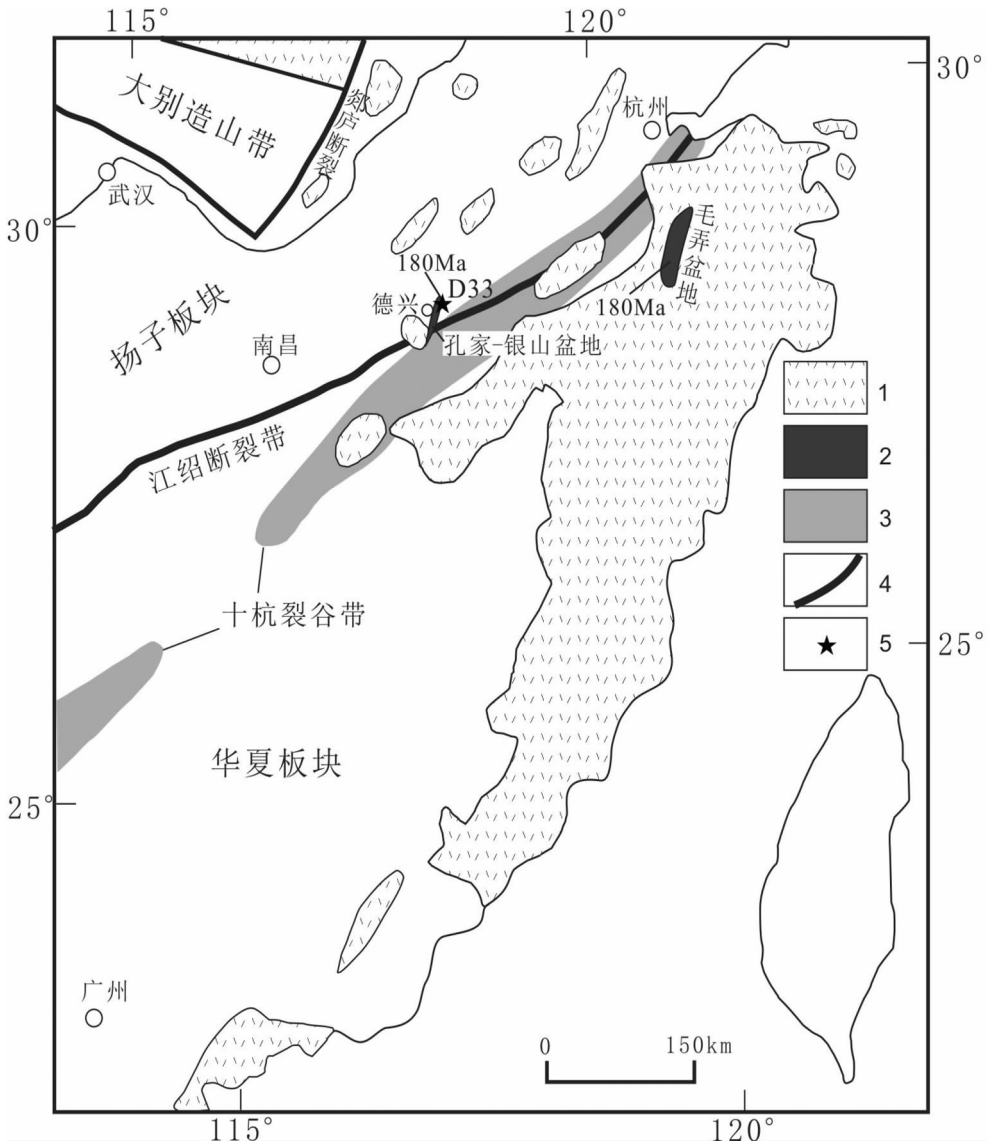 115°
120°
30°
大别造山带
郯庐断裂
杭州
武汉
30°
毛弄盆地
180Ma
D33
德兴
180Ma
扬子板块
南昌
孔家-银山盆地
1
江绍断裂带
2
3
4
十杭裂谷带
5
25°
华夏板块
25°
广州
0
150km
115°
120°